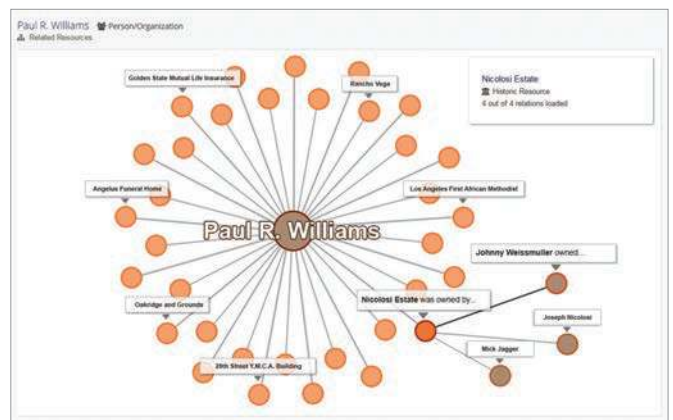 Paul R. Williams Person/Organization
Related Resources
Golden State Mutual Life Insurance
Rancho Vega
Nicolosi Estate
Historic Resource
4 out of 4 relations loaded
Angelus Funeral Home
Los Angeles First African Methodist
Paul R. Williams
Johnny Weissmuller owned...
Nicolosi Estate was owned by...
Oakridge and Grounds
Joseph Nicolosi
Mick Jagger
28th Street Y.M.C.A. Building